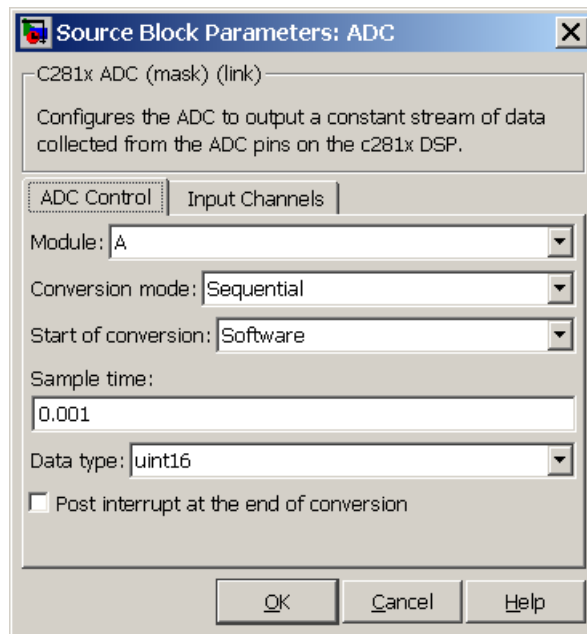 Source Block Parameters: ADC
C281x ADC (mask) (link)
Configures the ADC to output a constant stream of data
collected from the ADC pins on the c281x DSP.
ADC Control Input Channels
Module: A
Conversion mode: Sequential
Start of conversion: Software
Sample time:
0.001
Data type: uint16
Post interrupt at the end of conversion
OK Cancel Help